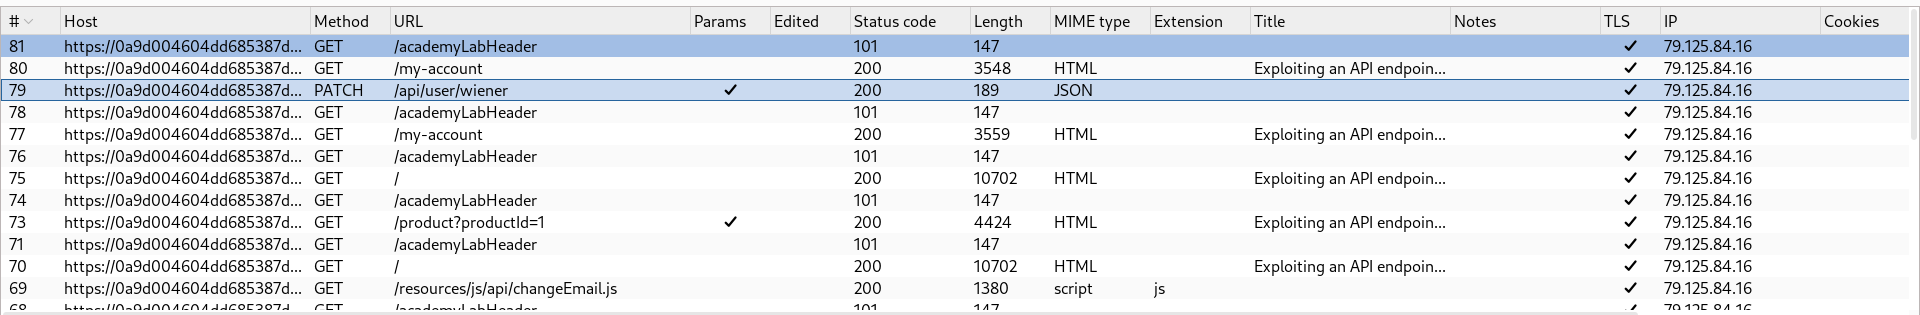 # Host Method URL Params Edited Status code Length MIME type Extension Title Notes TLS IP Cookies
81 https://0a9d004604dd685387d... GET /academyLabHeader 101 147 ✓ 79.125.84.16
80 https://0a9d004604dd685387d... GET /my-account 200 3548 HTML Exploiting an API endpoin... ✓ 79.125.84.16
79 https://0a9d004604dd685387d... PATCH /api/user/wiener ✓ 200 189 JSON ✓ 79.125.84.16
78 https://0a9d004604dd685387d... GET /academyLabHeader 101 147 ✓ 79.125.84.16
77 https://0a9d004604dd685387d... GET /my-account 200 3559 HTML Exploiting an API endpoin... ✓ 79.125.84.16
76 https://0a9d004604dd685387d... GET /academyLabHeader 101 147 ✓ 79.125.84.16
75 https://0a9d004604dd685387d... GET / 200 10702 HTML Exploiting an API endpoin... ✓ 79.125.84.16
74 https://0a9d004604dd685387d... GET /academyLabHeader 101 147 ✓ 79.125.84.16
73 https://0a9d004604dd685387d... GET /product?productId=1 ✓ 200 4424 HTML Exploiting an API endpoin... ✓ 79.125.84.16
71 https://0a9d004604dd685387d... GET /academyLabHeader 101 147 ✓ 79.125.84.16
70 https://0a9d004604dd685387d... GET / 200 10702 HTML Exploiting an API endpoin... ✓ 79.125.84.16
69 https://0a9d004604dd685387d... GET /resources/js/api/changeEmail.js 200 1380 script js ✓ 79.125.84.16
68 https://0a9d004604dd685387d... GET /academyLabHeader 101 147 ✓ 79.125.84.16